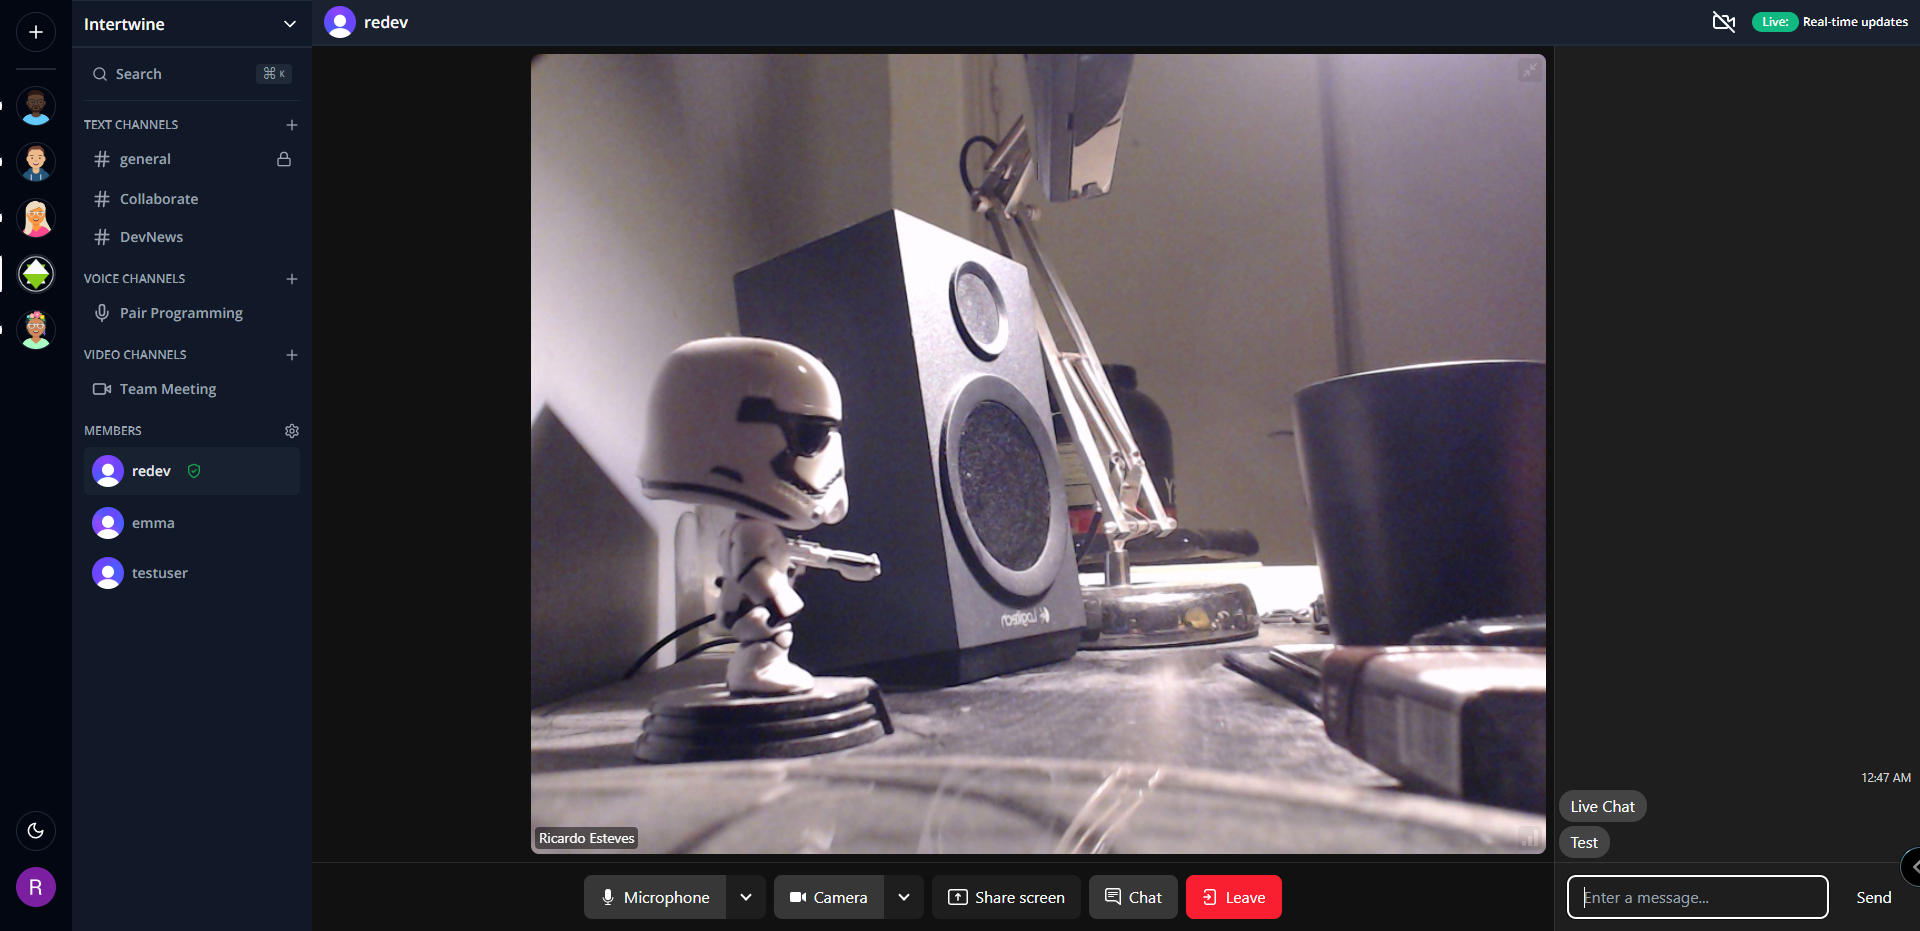 Intertwine
Search
⌘ K
TEXT CHANNELS
general
Collaborate
DevNews
VOICE CHANNELS
Pair Programming
VIDEO CHANNELS
Team Meeting
MEMBERS
redev
emma
testuser
R
redev
Live: Real-time updates
Logitech
Ricardo Esteves
Microphone
Camera
Share screen
Chat
Leave
12:47 AM
Live Chat
Test
Enter a message...
Send